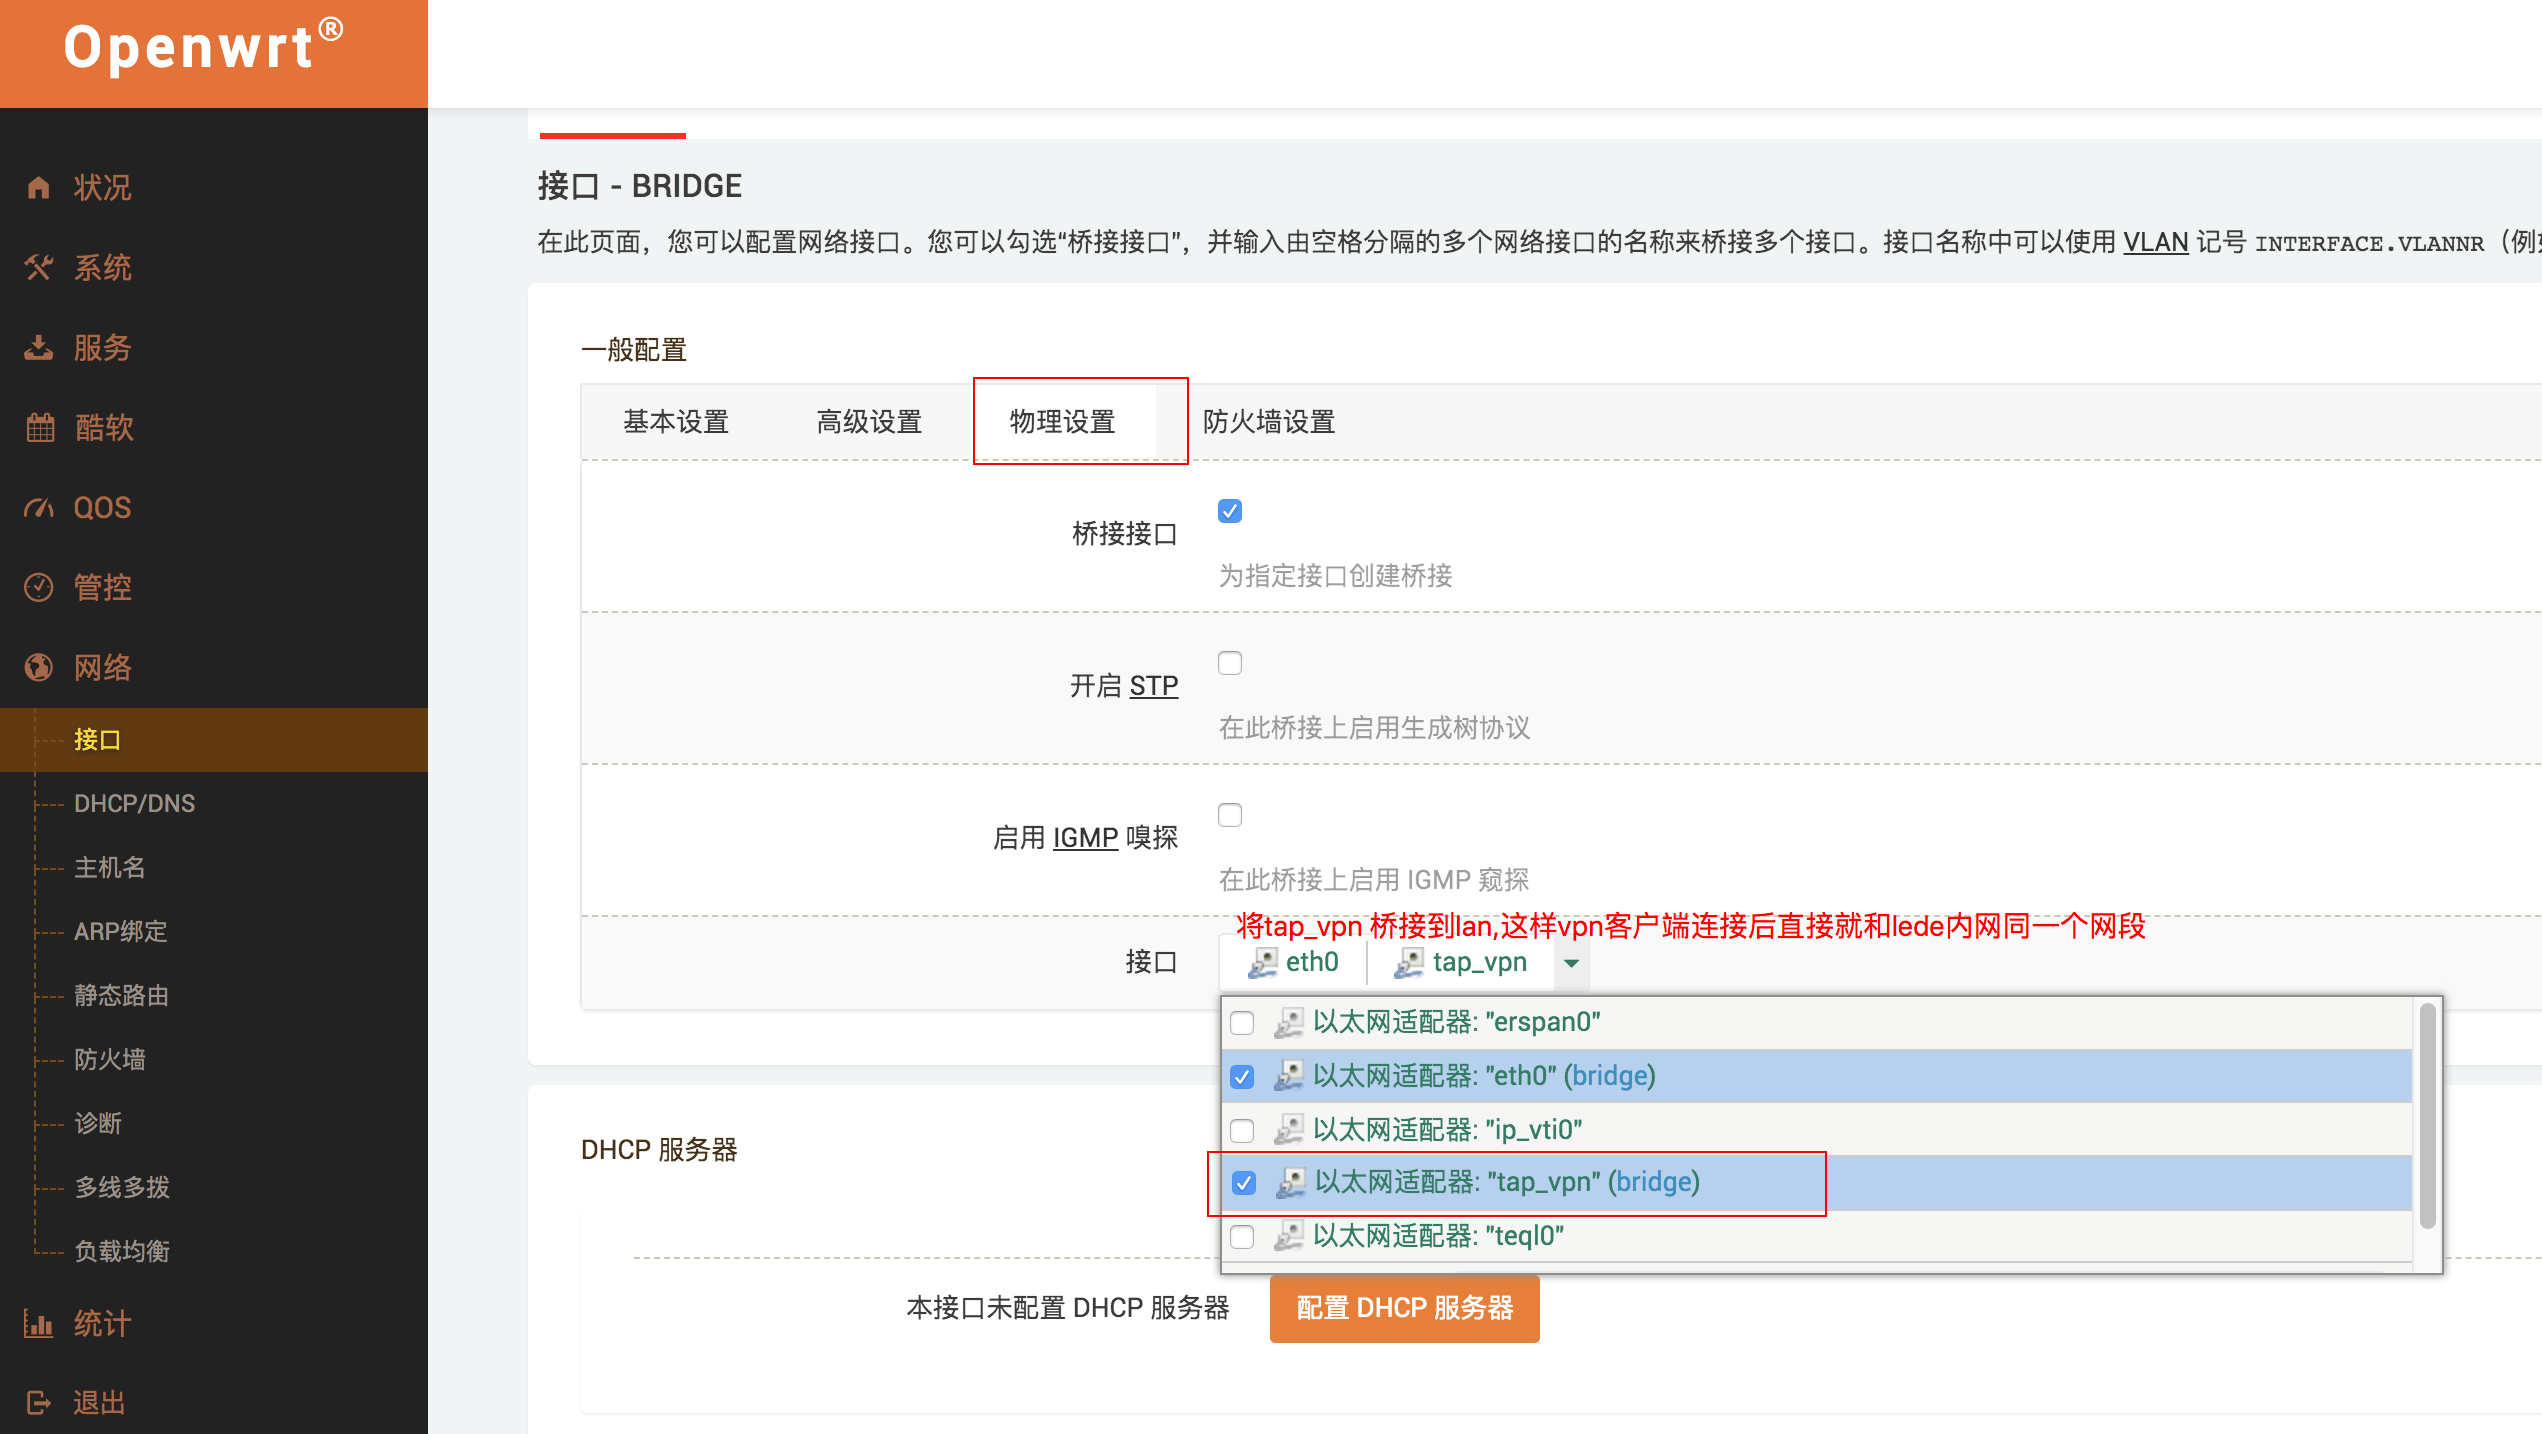 Openwrt®
状况
系统
服务
酷软
QOS
管控
网络
接口
DHCP/DNS
主机名
ARP绑定
静态路由
防火墙
诊断
多线多拨
负载均衡
统计
退出
接口 - BRIDGE
在此页面，您可以配置网络接口。您可以勾选“桥接接口”，并输入由空格分隔的多个网络接口的名称来桥接多个接口。接口名称中可以使用 VLAN 记号 INTERFACE.VLANNR（例
一般配置
基本设置 高级设置 物理设置 防火墙设置
桥接接口
为指定接口创建桥接
开启 STP
在此桥接上启用生成树协议
启用 IGMP 嗅探
在此桥接上启用 IGMP 窥探
将tap_vpn 桥接到lan,这样vpn客户端连接后直接就和lede内网同一个网段
接口 eth0 tap_vpn
以太网适配器: "erspan0"
以太网适配器: "eth0" (bridge)
以太网适配器: "ip_vti0"
以太网适配器: "tap_vpn" (bridge)
以太网适配器: "teql0"
DHCP 服务器
本接口未配置 DHCP 服务器 配置 DHCP 服务器